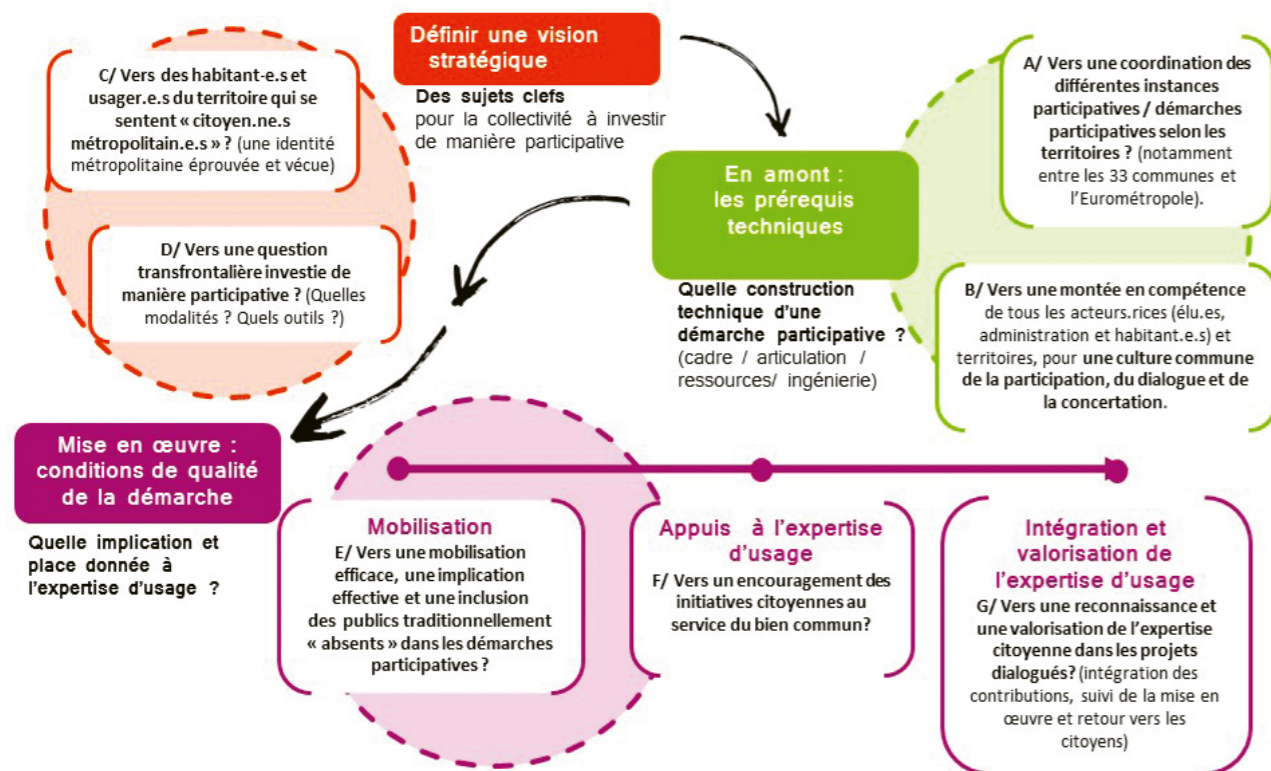 Définir une vision
stratégique
Des sujets clefs
pour la collectivité à investir
de manière participative
C/ Vers des habitant-e.s et
usager.e.s du territoire qui se
sentent « citoyen.ne.s
métropolitain.e.s » ? (une identité
métropolitaine éprouvée et vécue)
D/ Vers une question
transfrontalière investie de
manière participative ? (Quelles
modalités ? Quels outils ?)
En amont :
les prérequis
techniques
Quelle construction
technique d'une
démarche participative ?
(cadre / articulation /
ressources/ ingénierie)
A/ Vers une coordination des
différentes instances
participatives / démarches
participatives selon les
territoires ? (notamment
entre les 33 communes et
l'Eurométropole).
B/ Vers une montée en compétence
de tous les acteurs.rices (élu.es,
administration et habitant.e.s) et
territoires, pour une culture commune
de la participation, du dialogue et de
la concertation.
Mise en œuvre :
conditions de qualité
de la démarche
Quelle implication et
place donnée à
l'expertise d'usage ?
Mobilisation
E/ Vers une mobilisation
efficace, une implication
effective et une inclusion
des publics traditionnellement
« absents » dans les démarches
participatives ?
Appuis à l'expertise
d'usage
F/ Vers un encouragement des
initiatives citoyennes au
service du bien commun?
Intégration et
valorisation de
l'expertise d'usage
G/ Vers une reconnaissance et
une valorisation de l'expertise
citoyenne dans les projets
dialogués? (intégration des
contributions, suivi de la mise en
œuvre et retour vers les
citoyens)